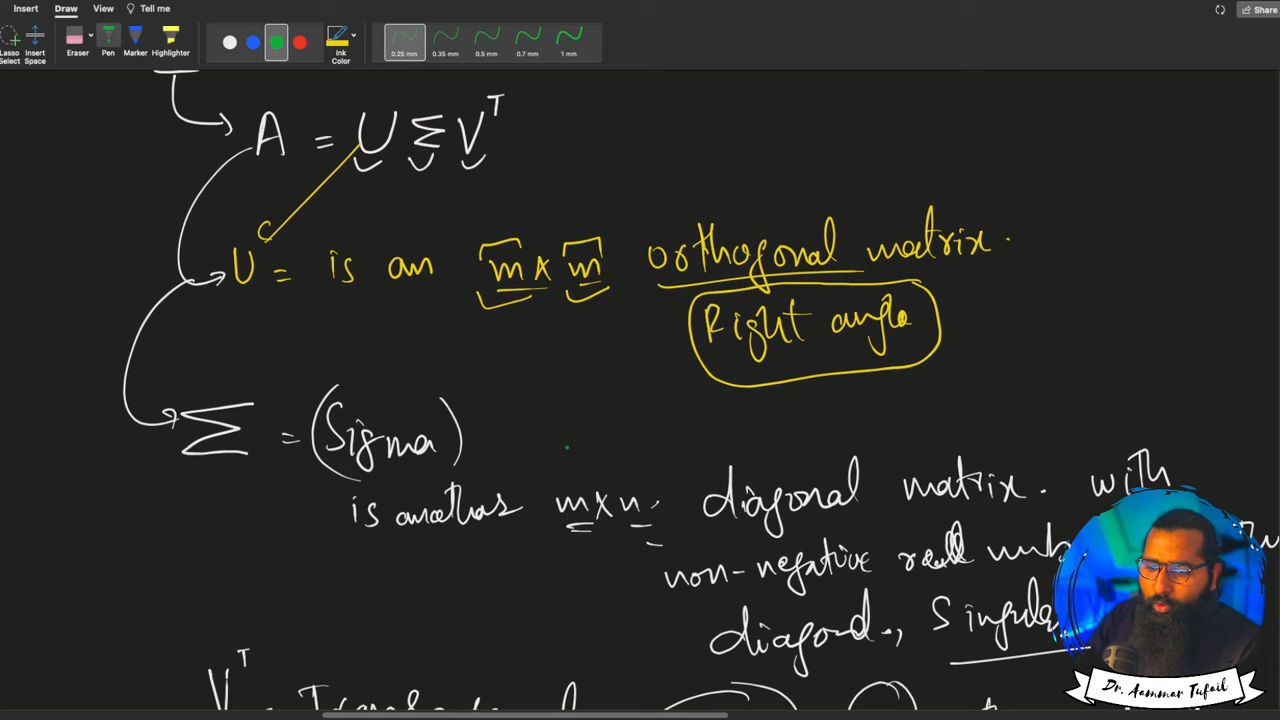 Insert Draw View Tell me Share
Lasso Select Insert Space Eraser Pen Marker Highlighter Ink Color 0.25 mm 0.35 mm 0.5 mm 0.7 mm 1 mm
A = U Σ V^T
U = is an m x m orthogonal matrix.
Right angle
Σ = (Sigma)
is another m x n, diagonal matrix. with
non-negative real
diagonal,
V^T
Dr. Aammar Tufail